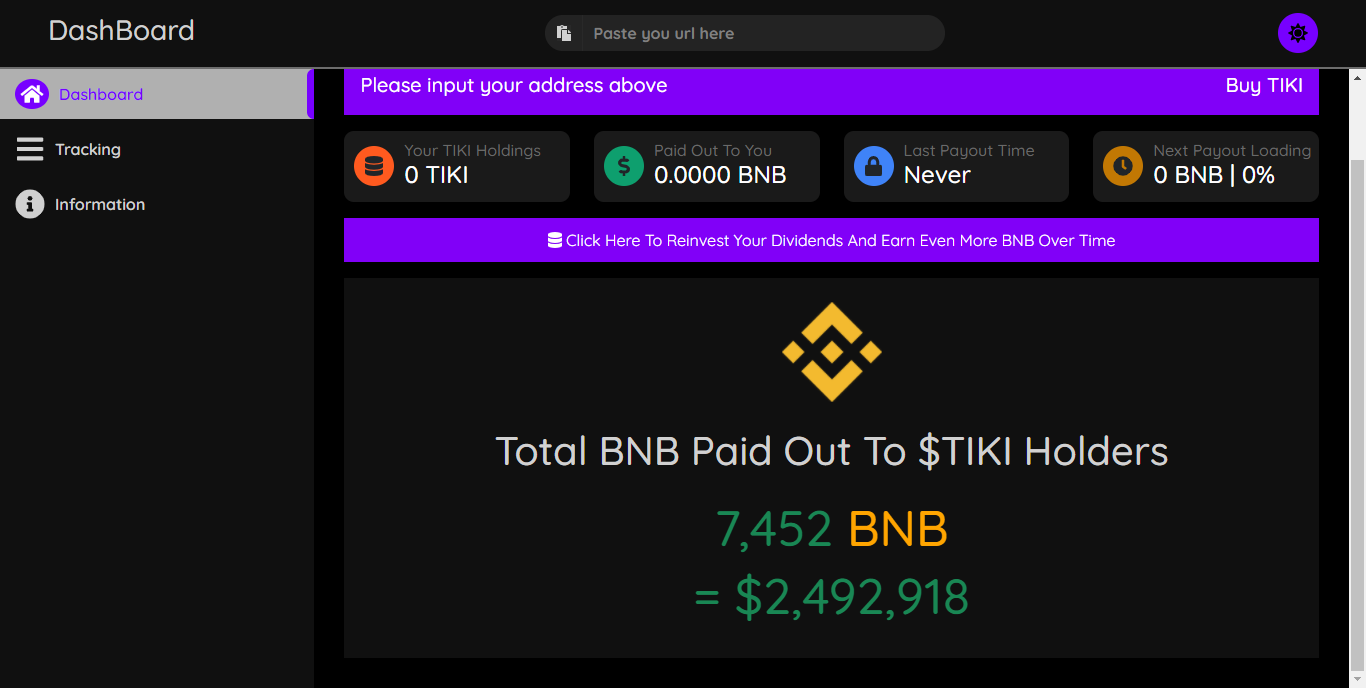 DashBoard
Paste you url here
Dashboard
Tracking
Information
Please input your address above
Buy TIKI
Your TIKI Holdings
0 TIKI
Paid Out To You
0.0000 BNB
Last Payout Time
Never
Next Payout Loading
0 BNB | 0%
Click Here To Reinvest Your Dividends And Earn Even More BNB Over Time
Total BNB Paid Out To $TIKI Holders
7,452 BNB
= $2,492,918